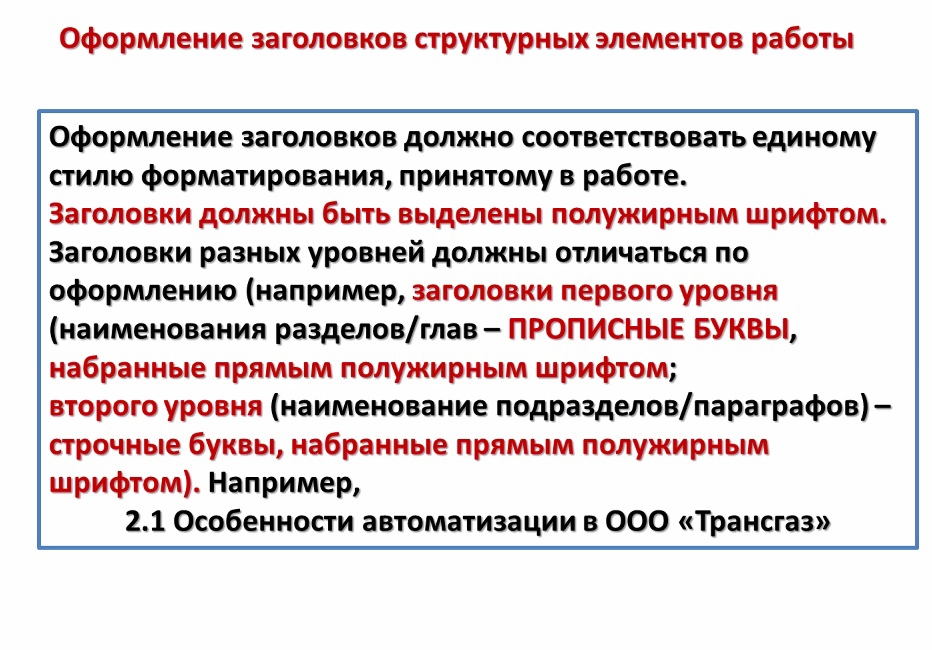 Оформление заголовков структурных элементов работы
Оформление заголовков должно соответствовать единому
стилю форматирования, принятому в работе.
Заголовки должны быть выделены полужирным шрифтом.
Заголовки разных уровней должны отличаться по
оформлению (например, заголовки первого уровня
(наименования разделов/глав – ПРОПИСНЫЕ БУКВЫ,
набранные прямым полужирным шрифтом;
второго уровня (наименование подразделов/параграфов) –
строчные буквы, набранные прямым полужирным
шрифтом). Например,
2.1 Особенности автоматизации в ООО «Трансгаз»